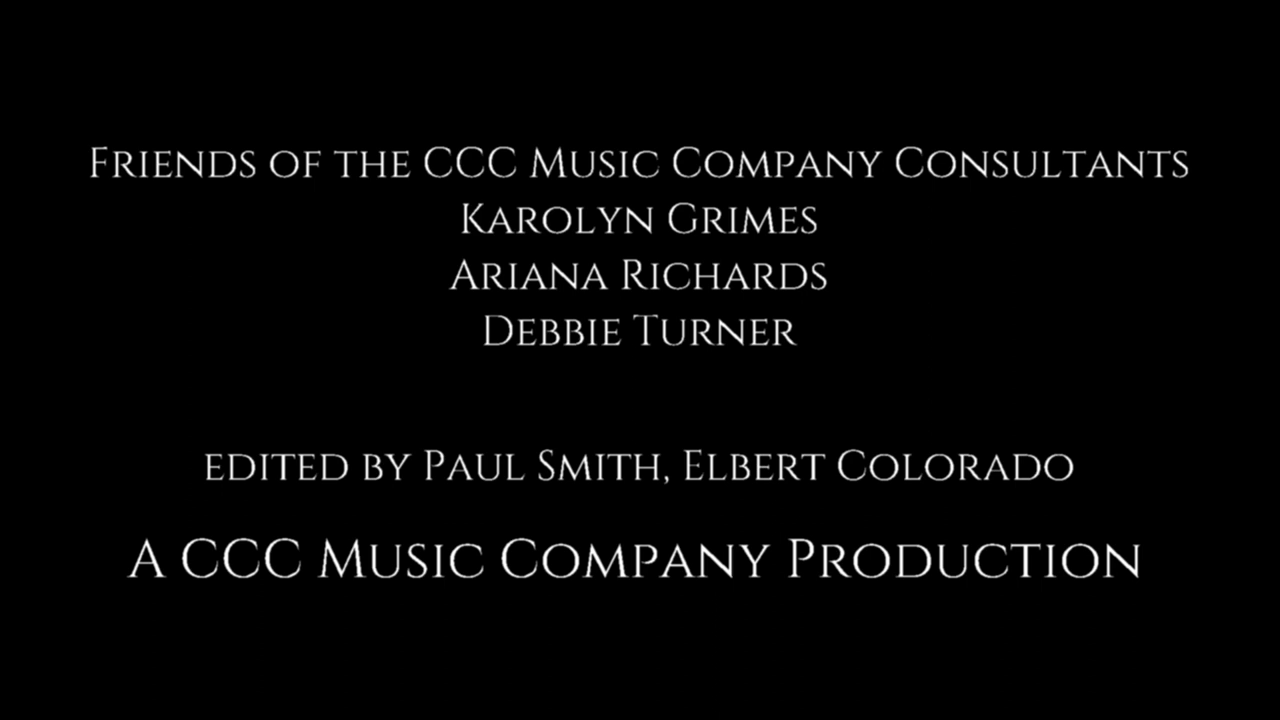 Friends of the CCC Music Company Consultants
Karolyn Grimes
Ariana Richards
Debbie Turner
edited by Paul Smith, Elbert Colorado
A CCC Music Company Production